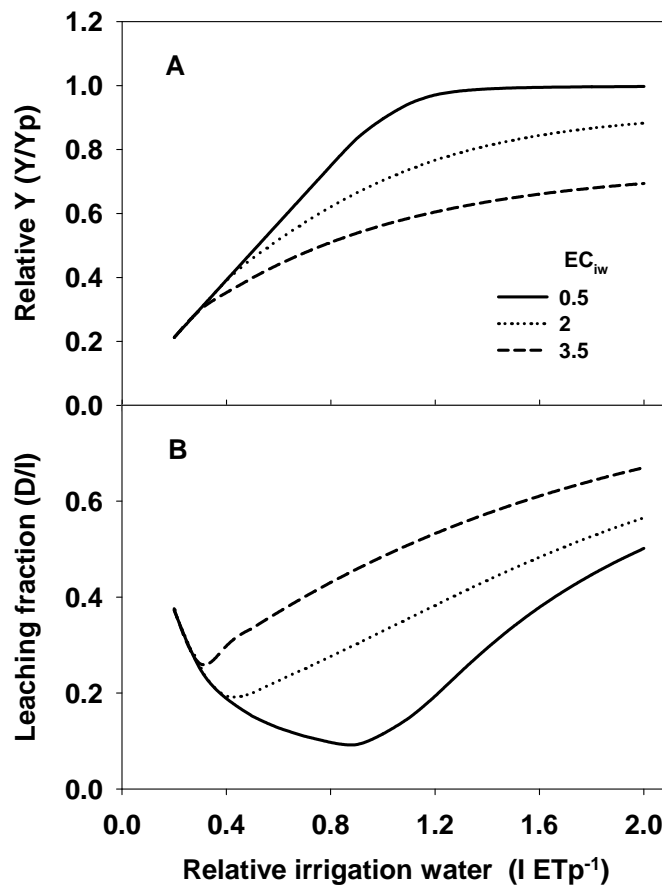 1.2
A
1.0
0.8
0.6
0.4
0.2
0.0
Relative Y (Y/Yp)
EC_iw
0.5
2
3.5
B
0.6
0.4
0.2
0.0
Leaching fraction (D/I)
0.0 0.4 0.8 1.2 1.6 2.0
Relative irrigation water (I ETp⁻¹)